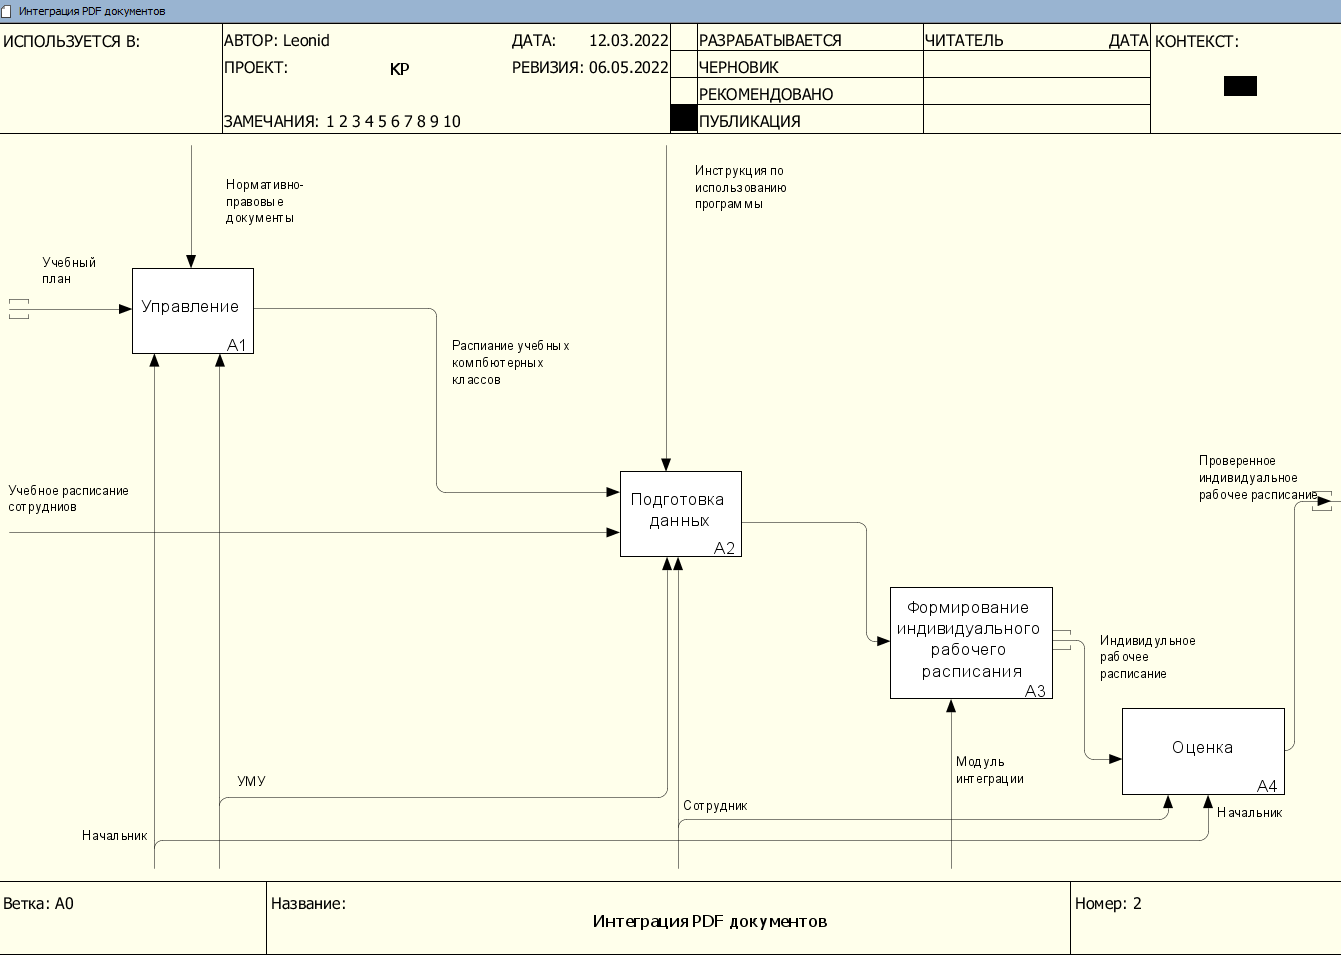 Интеграция PDF документов
ИСПОЛЬЗУЕТСЯ В:
АВТОР: Leonid
ДАТА: 12.03.2022
ПРОЕКТ: KP
РЕВИЗИЯ: 06.05.2022
ЗАМЕЧАНИЯ: 1 2 3 4 5 6 7 8 9 10
РАЗРАБАТЫВАЕТСЯ
ЧЕРНОВИК
РЕКОМЕНДОВАНО
ПУБЛИКАЦИЯ
ЧИТАТЕЛЬ ДАТА
КОНТЕКСТ:
Нормативно-
правовые
документы
Инструкция по
использованию
программы
Учебный
план
Управление
A1
Распиание учебных
компбютерных
классов
Учебное расписание
сотрудниов
Подготовка
данных
A2
Проверенное
индивидуальное
рабочее расписание
Формирование
индивидуального
рабочего
расписания
A3
Индивидульное
рабочее
расписание
Оценка
A4
Модуль
интеграции
УМУ
Сотрудник
Начальник
Начальник
Ветка: A0
Название:
Интеграция PDF документов
Номер: 2